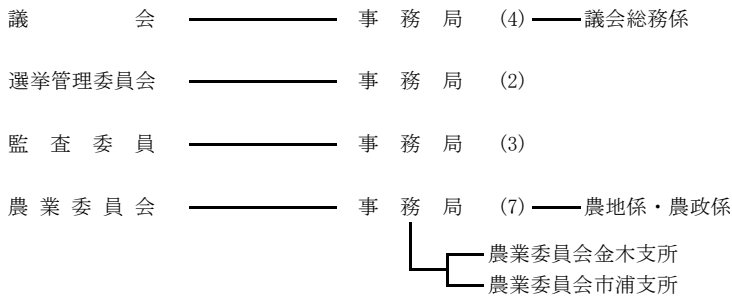 議会 事務局 (4) 議会総務係
選挙管理委員会 事務局 (2)
監査委員 事務局 (3)
農業委員会 事務局 (7) 農地係・農政係
農業委員会金木支所
農業委員会市浦支所